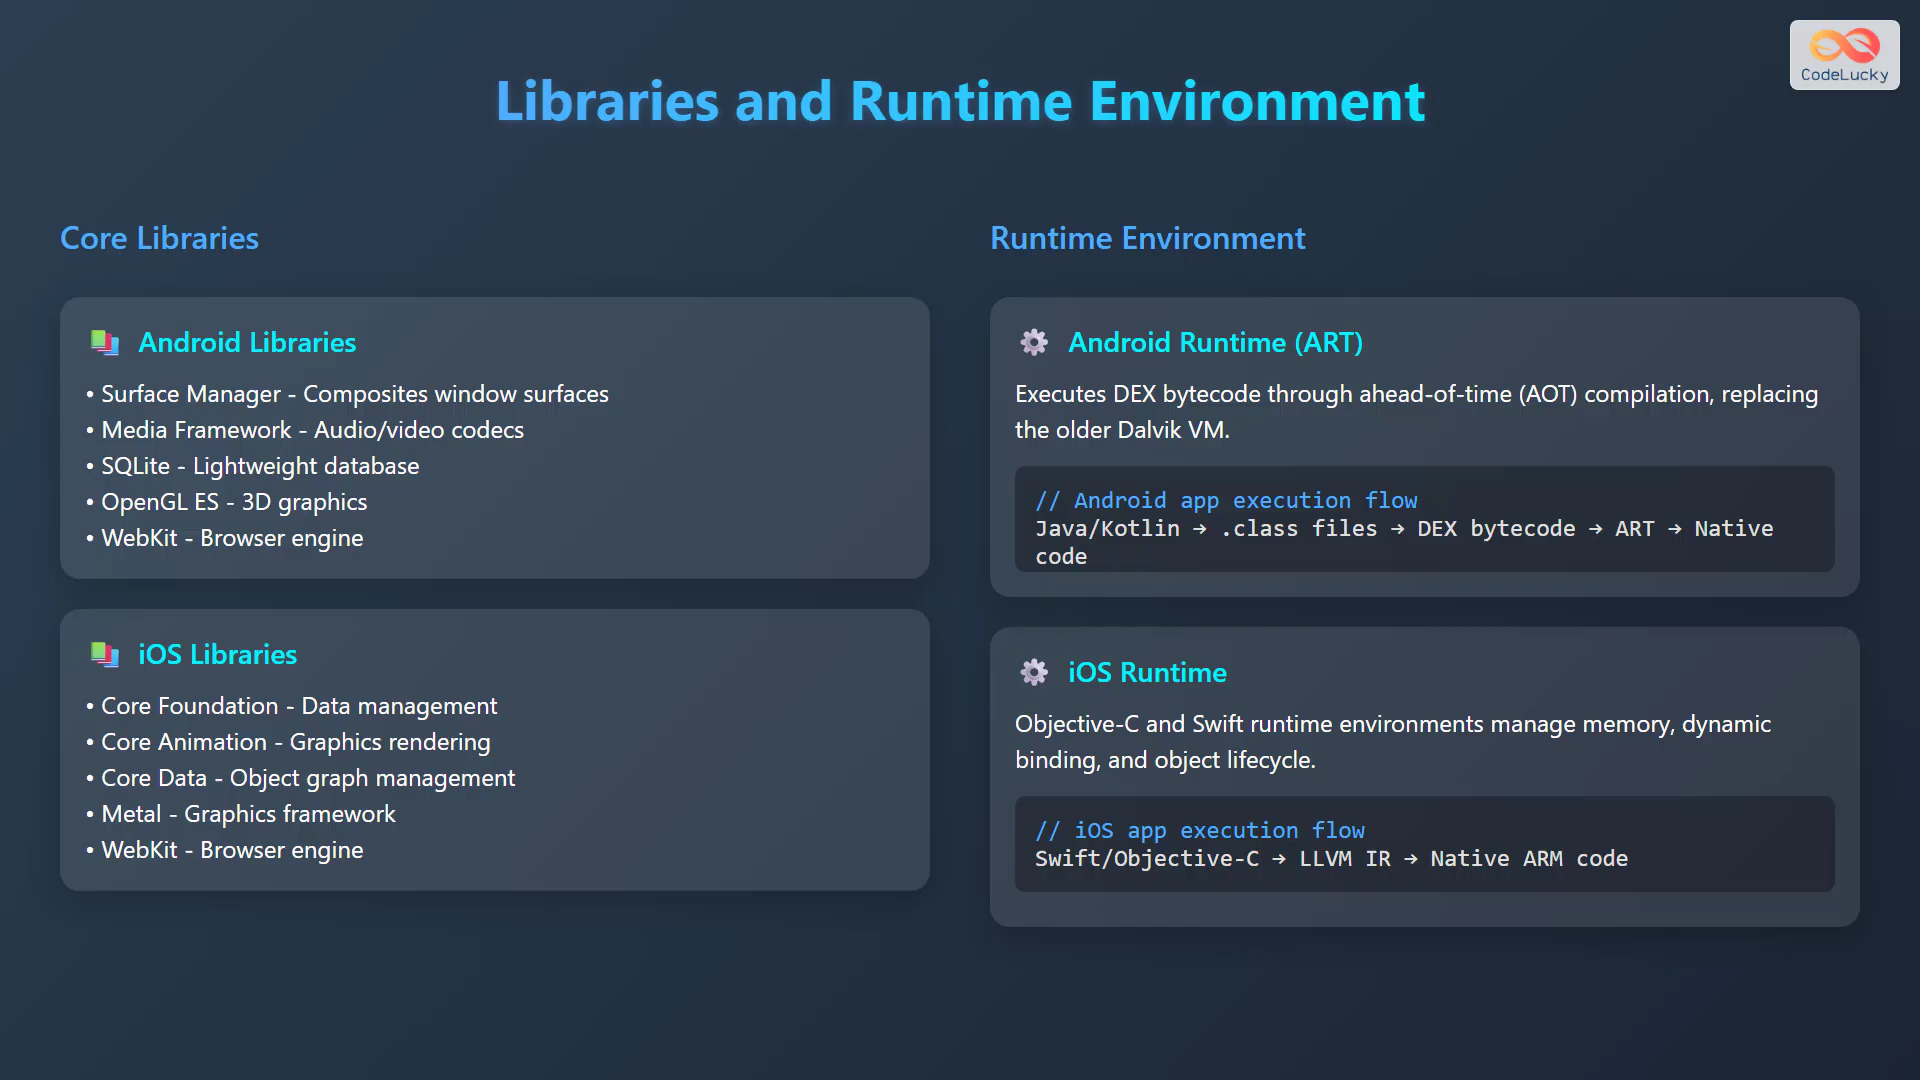 CodeLucky
Libraries and Runtime Environment
Core Libraries
Android Libraries
• Surface Manager - Composites window surfaces
• Media Framework - Audio/video codecs
• SQLite - Lightweight database
• OpenGL ES - 3D graphics
• WebKit - Browser engine
iOS Libraries
• Core Foundation - Data management
• Core Animation - Graphics rendering
• Core Data - Object graph management
• Metal - Graphics framework
• WebKit - Browser engine
Runtime Environment
Android Runtime (ART)
Executes DEX bytecode through ahead-of-time (AOT) compilation, replacing
the older Dalvik VM.
// Android app execution flow
Java/Kotlin → .class files → DEX bytecode → ART → Native
code
iOS Runtime
Objective-C and Swift runtime environments manage memory, dynamic
binding, and object lifecycle.
// iOS app execution flow
Swift/Objective-C → LLVM IR → Native ARM code